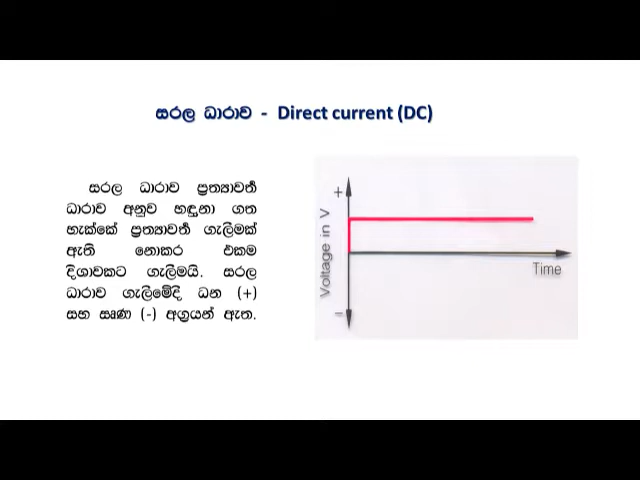 සරල ධාරාව - Direct current (DC)
සරල ධාරාව ප්‍රත්‍යාවර්ත
ධාරාව අනුව හඳුනා ගත
හැක්කේ ප්‍රත්‍යාවර්ත ගැලීමක්
ඇති නොකර එකම
දිශාවකට ගැලීමයි. සරල
ධාරාව ගැලීමේදි ධන (+)
සහ සෘණ (-) අග්‍රයන් ඇත.
+
Voltage in V
Time
-